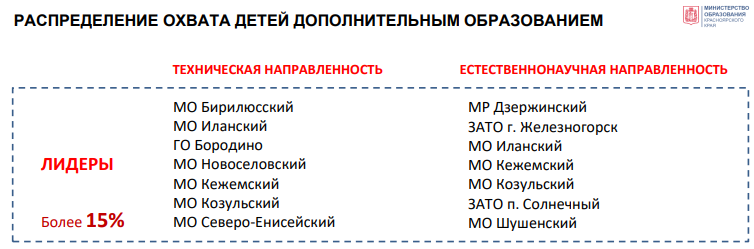 РАСПРЕДЕЛЕНИЕ ОХВАТА ДЕТЕЙ ДОПОЛНИТЕЛЬНЫМ ОБРАЗОВАНИЕМ
МИНИСТЕРСТВО
ОБРАЗОВАНИЯ
КРАСНОЯРСКОГО
КРАЯ
ТЕХНИЧЕСКАЯ НАПРАВЛЕННОСТЬ
ЕСТЕСТВЕННОНАУЧНАЯ НАПРАВЛЕННОСТЬ
ЛИДЕРЫ
Более 15%
МО Бирилюсский
МО Иланский
ГО Бородино
МО Новоселовский
МО Кежемский
МО Козульский
МО Северо-Енисейский
МР Дзержинский
ЗАТО г. Железногорск
МО Иланский
МО Кежемский
МО Козульский
ЗАТО п. Солнечный
МО Шушенский